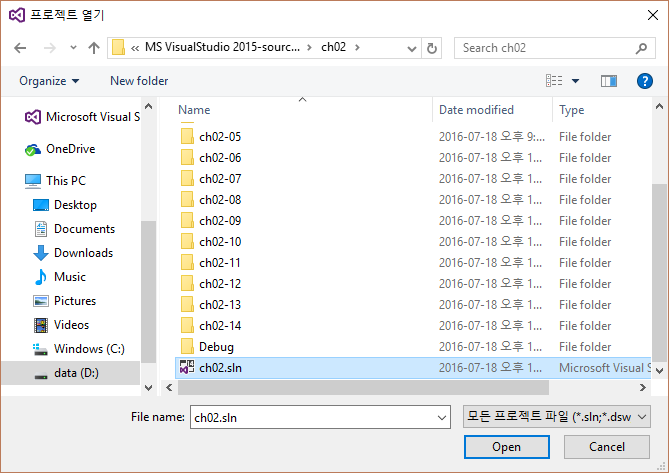 프로젝트 열기
« MS VisualStudio 2015-sourc... › ch02 ›
Search ch02
Organize
New folder
Name Date modified Type
ch02-05 2016-07-18 오후 9:... File folder
ch02-06 2016-07-18 오후 1... File folder
ch02-07 2016-07-18 오후 1... File folder
ch02-08 2016-07-18 오후 1... File folder
ch02-09 2016-07-18 오후 1... File folder
ch02-10 2016-07-18 오후 1... File folder
ch02-11 2016-07-18 오후 1... File folder
ch02-12 2016-07-18 오후 1... File folder
ch02-13 2016-07-18 오후 1... File folder
ch02-14 2016-07-18 오후 1... File folder
Debug 2016-07-18 오후 1... File folder
ch02.sln 2016-07-18 오후 1... Microsoft Visual S
Microsoft Visual S
OneDrive
This PC
Desktop
Documents
Downloads
Music
Pictures
Videos
Windows (C:)
data (D:)
File name: ch02.sln
모든 프로젝트 파일 (*.sln;*.dsw
Open
Cancel